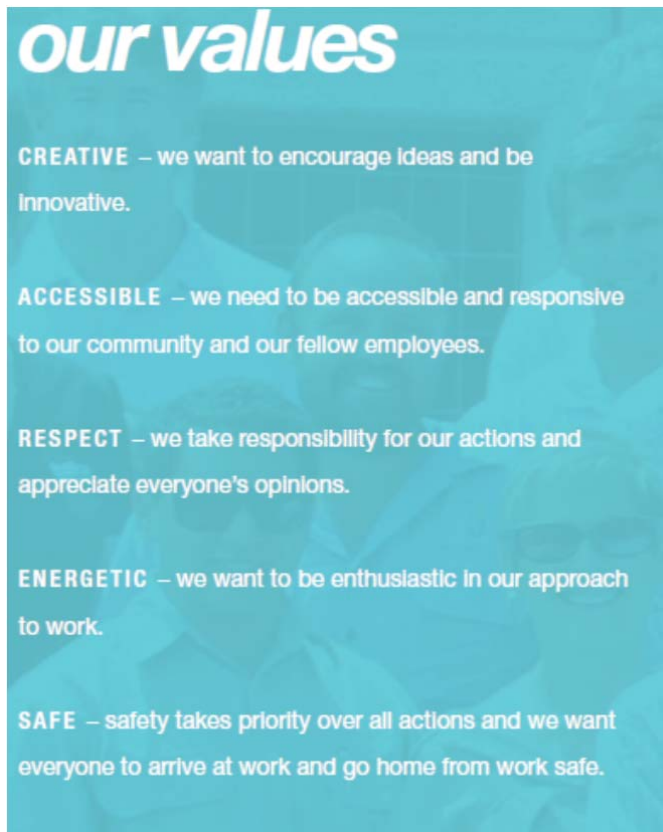 our values
CREATIVE – we want to encourage ideas and be
innovative.
ACCESSIBLE – we need to be accessible and responsive
to our community and our fellow employees.
RESPECT – we take responsibility for our actions and
appreciate everyone's opinions.
ENERGETIC – we want to be enthusiastic in our approach
to work.
SAFE – safety takes priority over all actions and we want
everyone to arrive at work and go home from work safe.